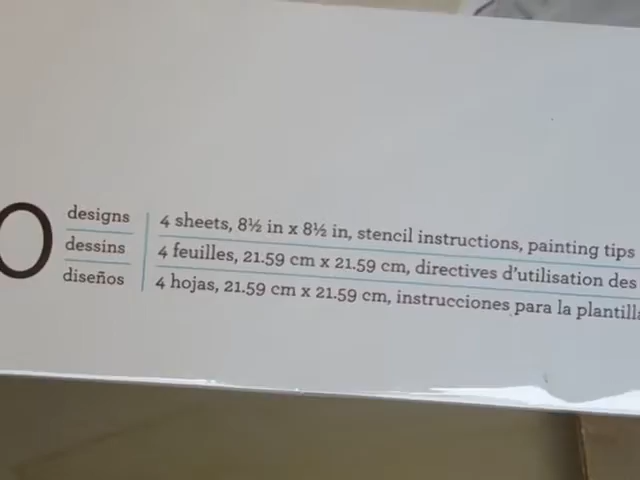 designs
dessins
diseños
4 sheets, 8½ in x 8½ in, stencil instructions, painting tips
4 feuilles, 21.59 cm x 21.59 cm, directives d'utilisation des
4 hojas, 21.59 cm x 21.59 cm, instrucciones para la